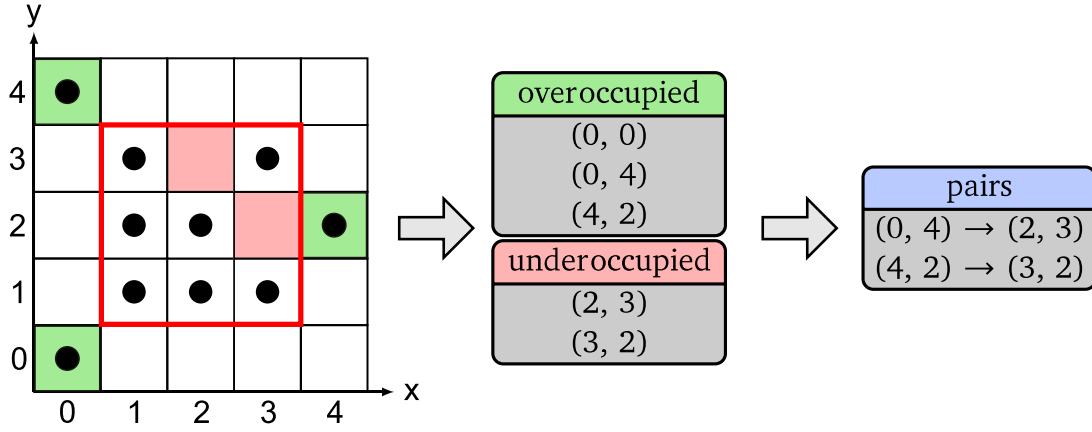 y
4
3
2
1
0
0 1 2 3 4
x
overoccupied
(0, 0)
(0, 4)
(4, 2)
underoccupied
(2, 3)
(3, 2)
pairs
(0, 4) → (2, 3)
(4, 2) → (3, 2)